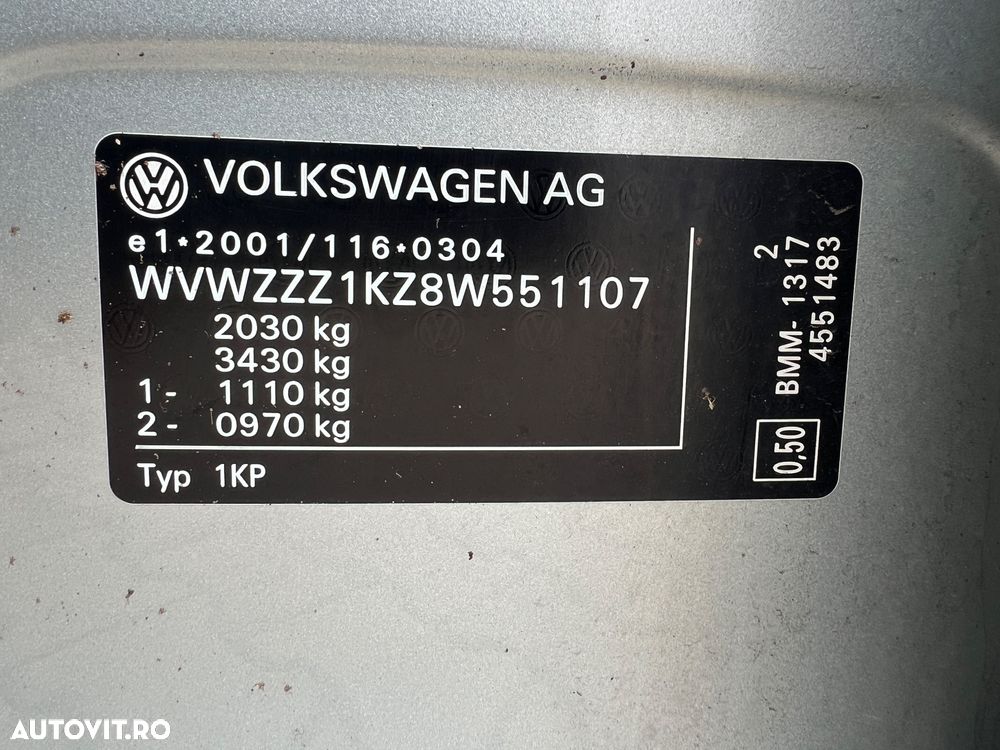 VOLKSWAGEN AG
e1*2001/116*0304
WVWZZZ1KZ8W551107
2030 kg
3430 kg
1 - 1110 kg
2 - 0970 kg
Typ 1KP
2
BMM- 1317
4551483
0,50
AUTOVIT.RO